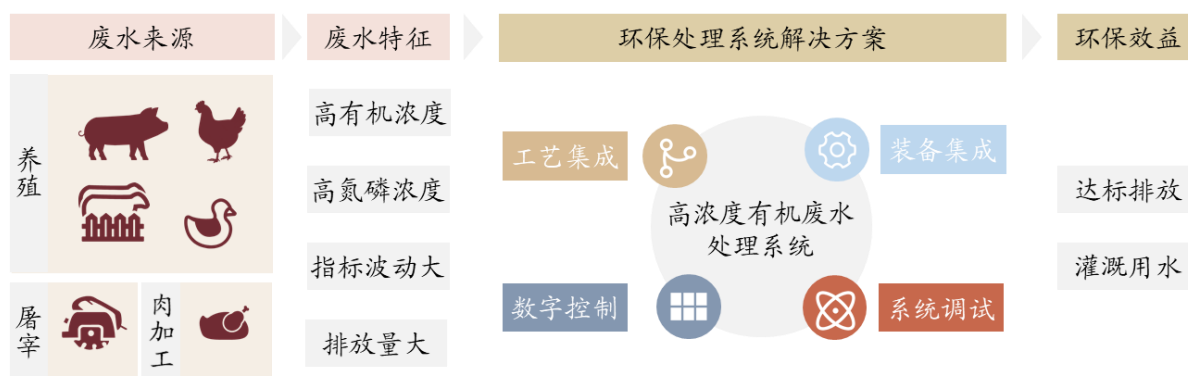 废水来源
废水特征
环保处理系统解决方案
环保效益
养殖
屠宰
肉加工
高有机浓度
高氮磷浓度
指标波动大
排放量大
工艺集成
装备集成
高浓度有机废水
处理系统
数字控制
系统调试
达标排放
灌溉用水